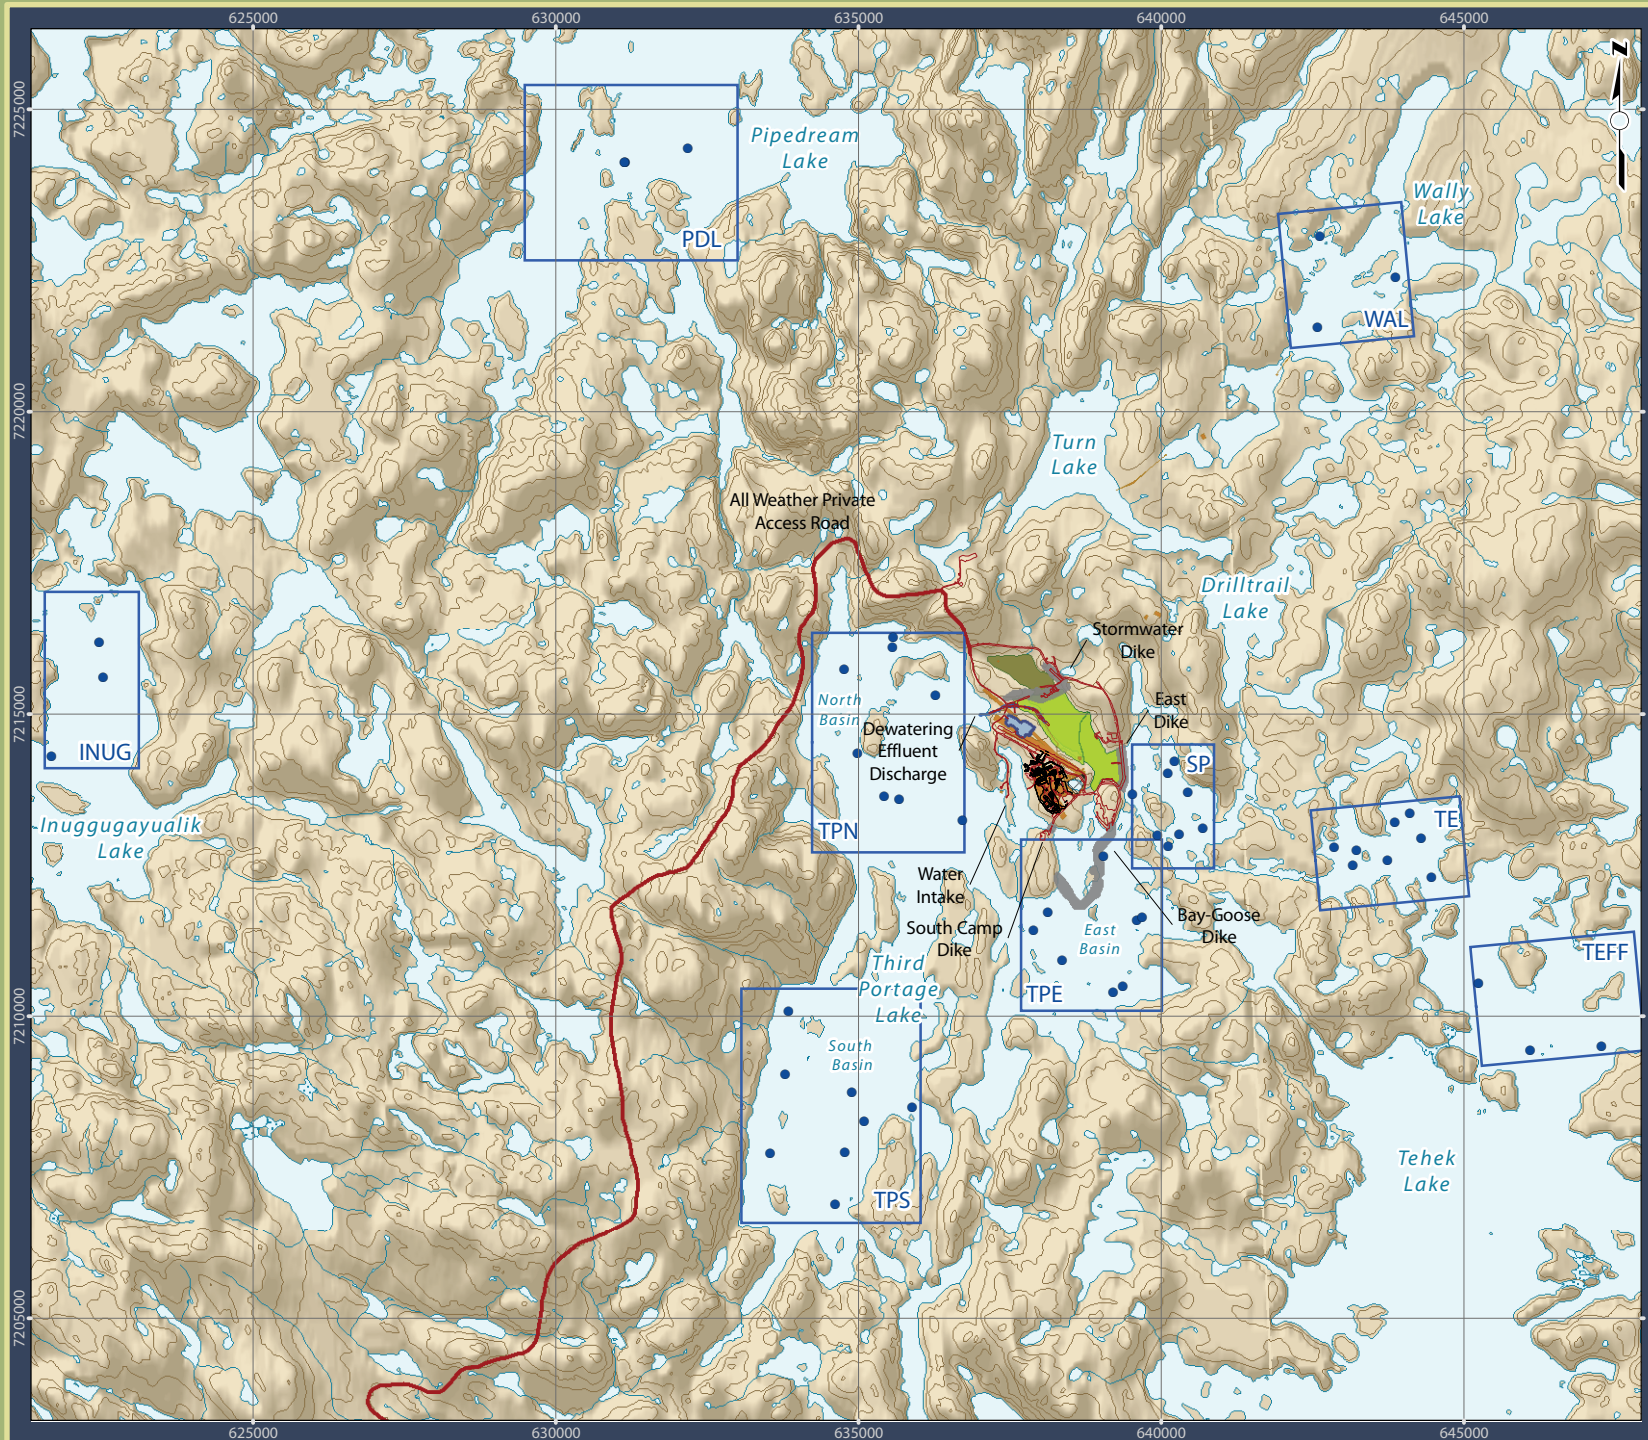 625000 630000 635000 640000 645000
N
7225000
Pipedream
Lake
Wally
Lake
PDL
WAL
7220000
Turn
Lake
All Weather Private
Access Road
Drilltrail
Lake
Stormwater
Dike
North
Basin
East
Dike
7215000
Dewatering
Effluent
Discharge
INUG
SP
Inuggugayualik
Lake
TPN
TE
Water
Intake
South Camp
Dike
Bay-Goose
Dike
East
Basin
TEFF
Third
Portage
Lake
TPE
7210000
South
Basin
Tehek
Lake
TPS
7205000
625000 630000 635000 640000 645000